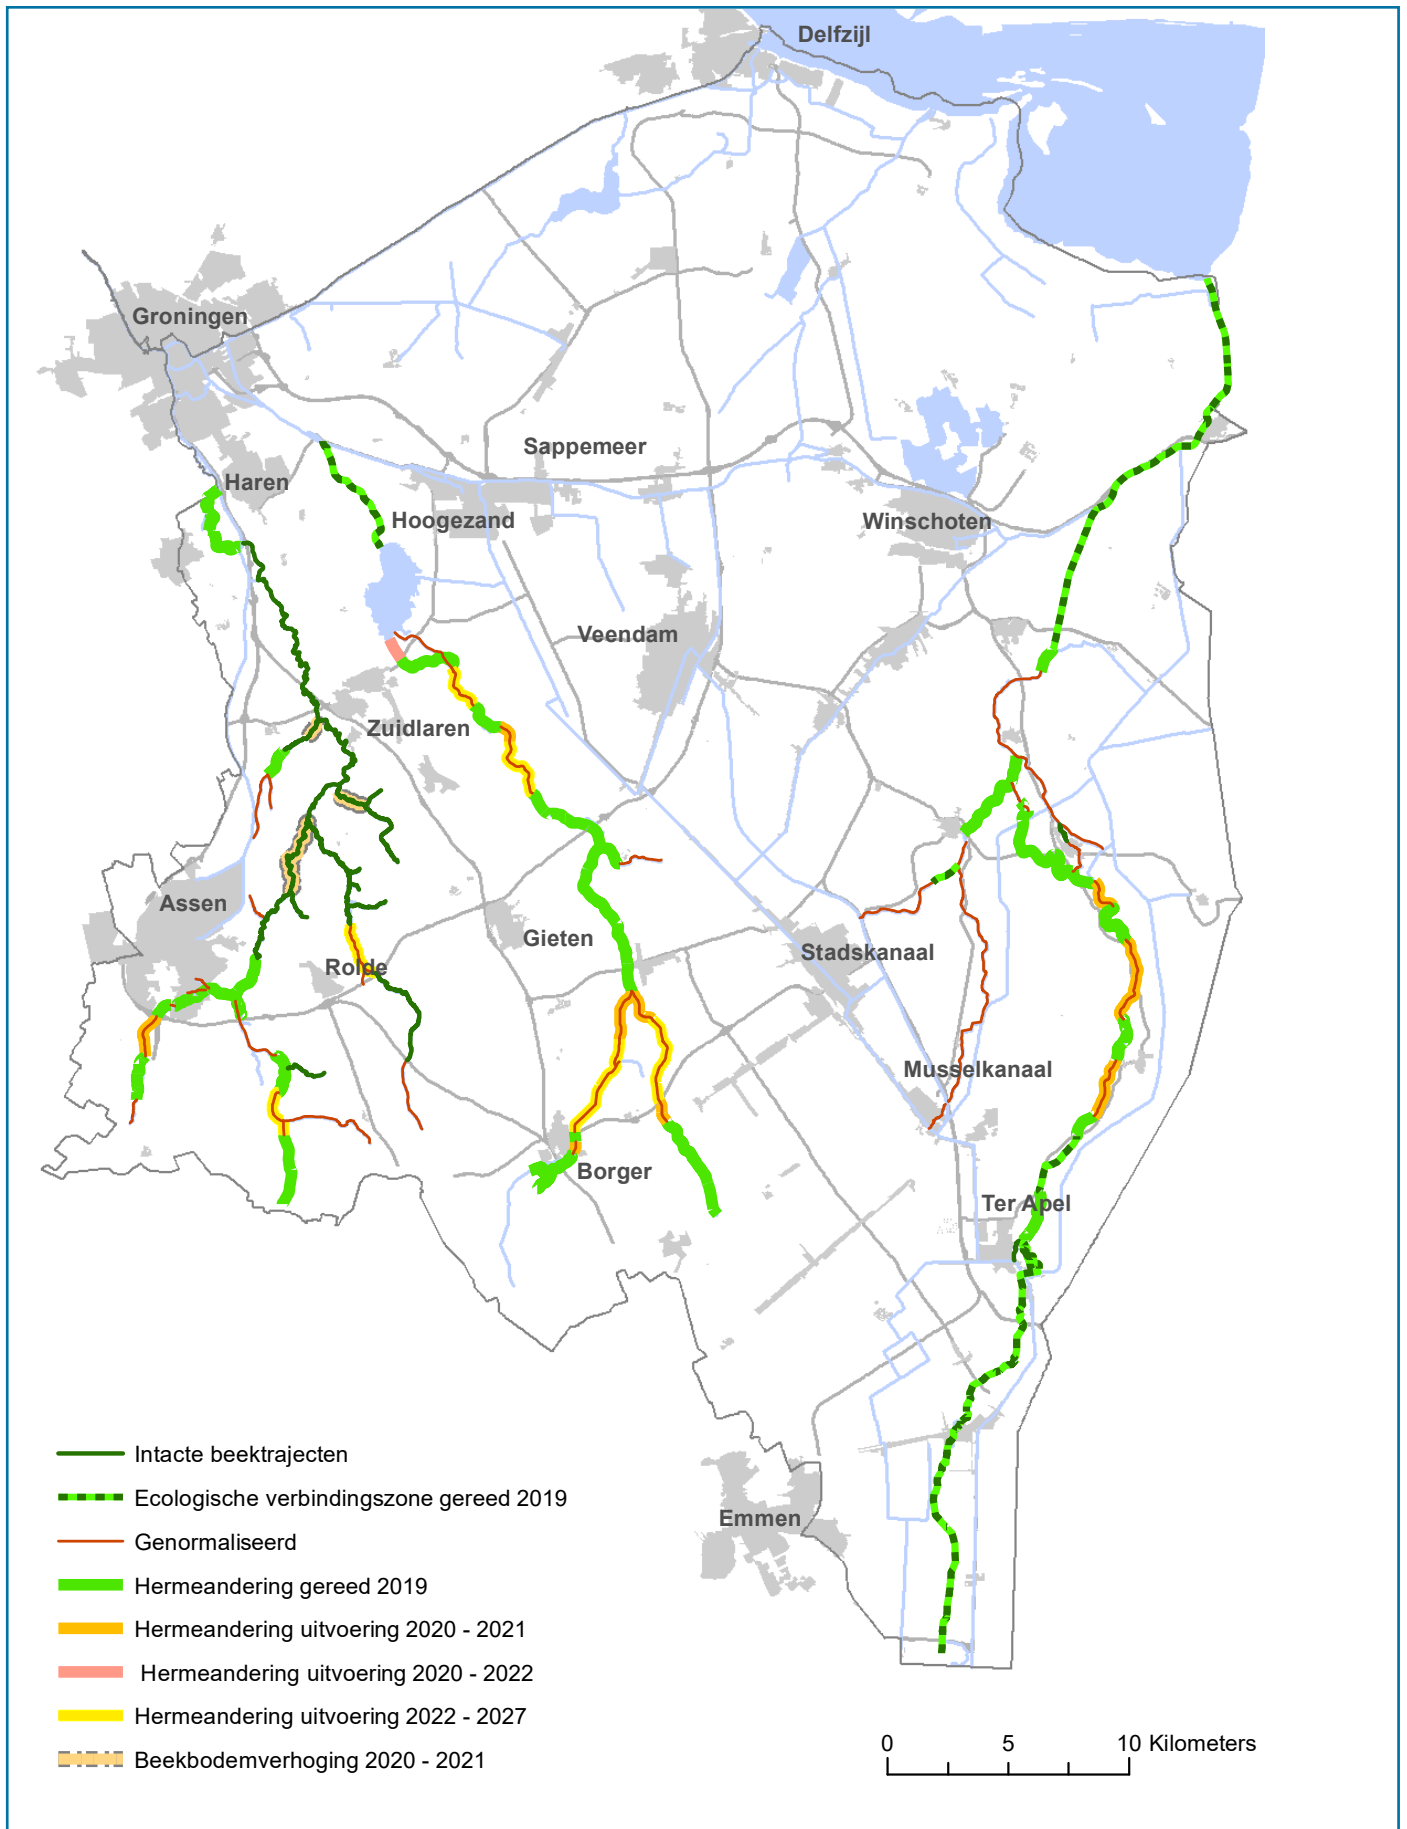 Delfzijl
Groningen
Sappemeer
Haren
Hoogezand
Winschoten
Veendam
Zuidlaren
Assen
Gieten
Stadskanaal
Rolde
Musselkanaal
Borger
Ter Apel
Emmen
Intacte beektrajecten
Ecologische verbindingszone gereed 2019
Genormaliseerd
Hermeandering gereed 2019
Hermeandering uitvoering 2020 - 2021
Hermeandering uitvoering 2020 - 2022
Hermeandering uitvoering 2022 - 2027
Beekbodemverhoging 2020 - 2021
0 5 10 Kilometers